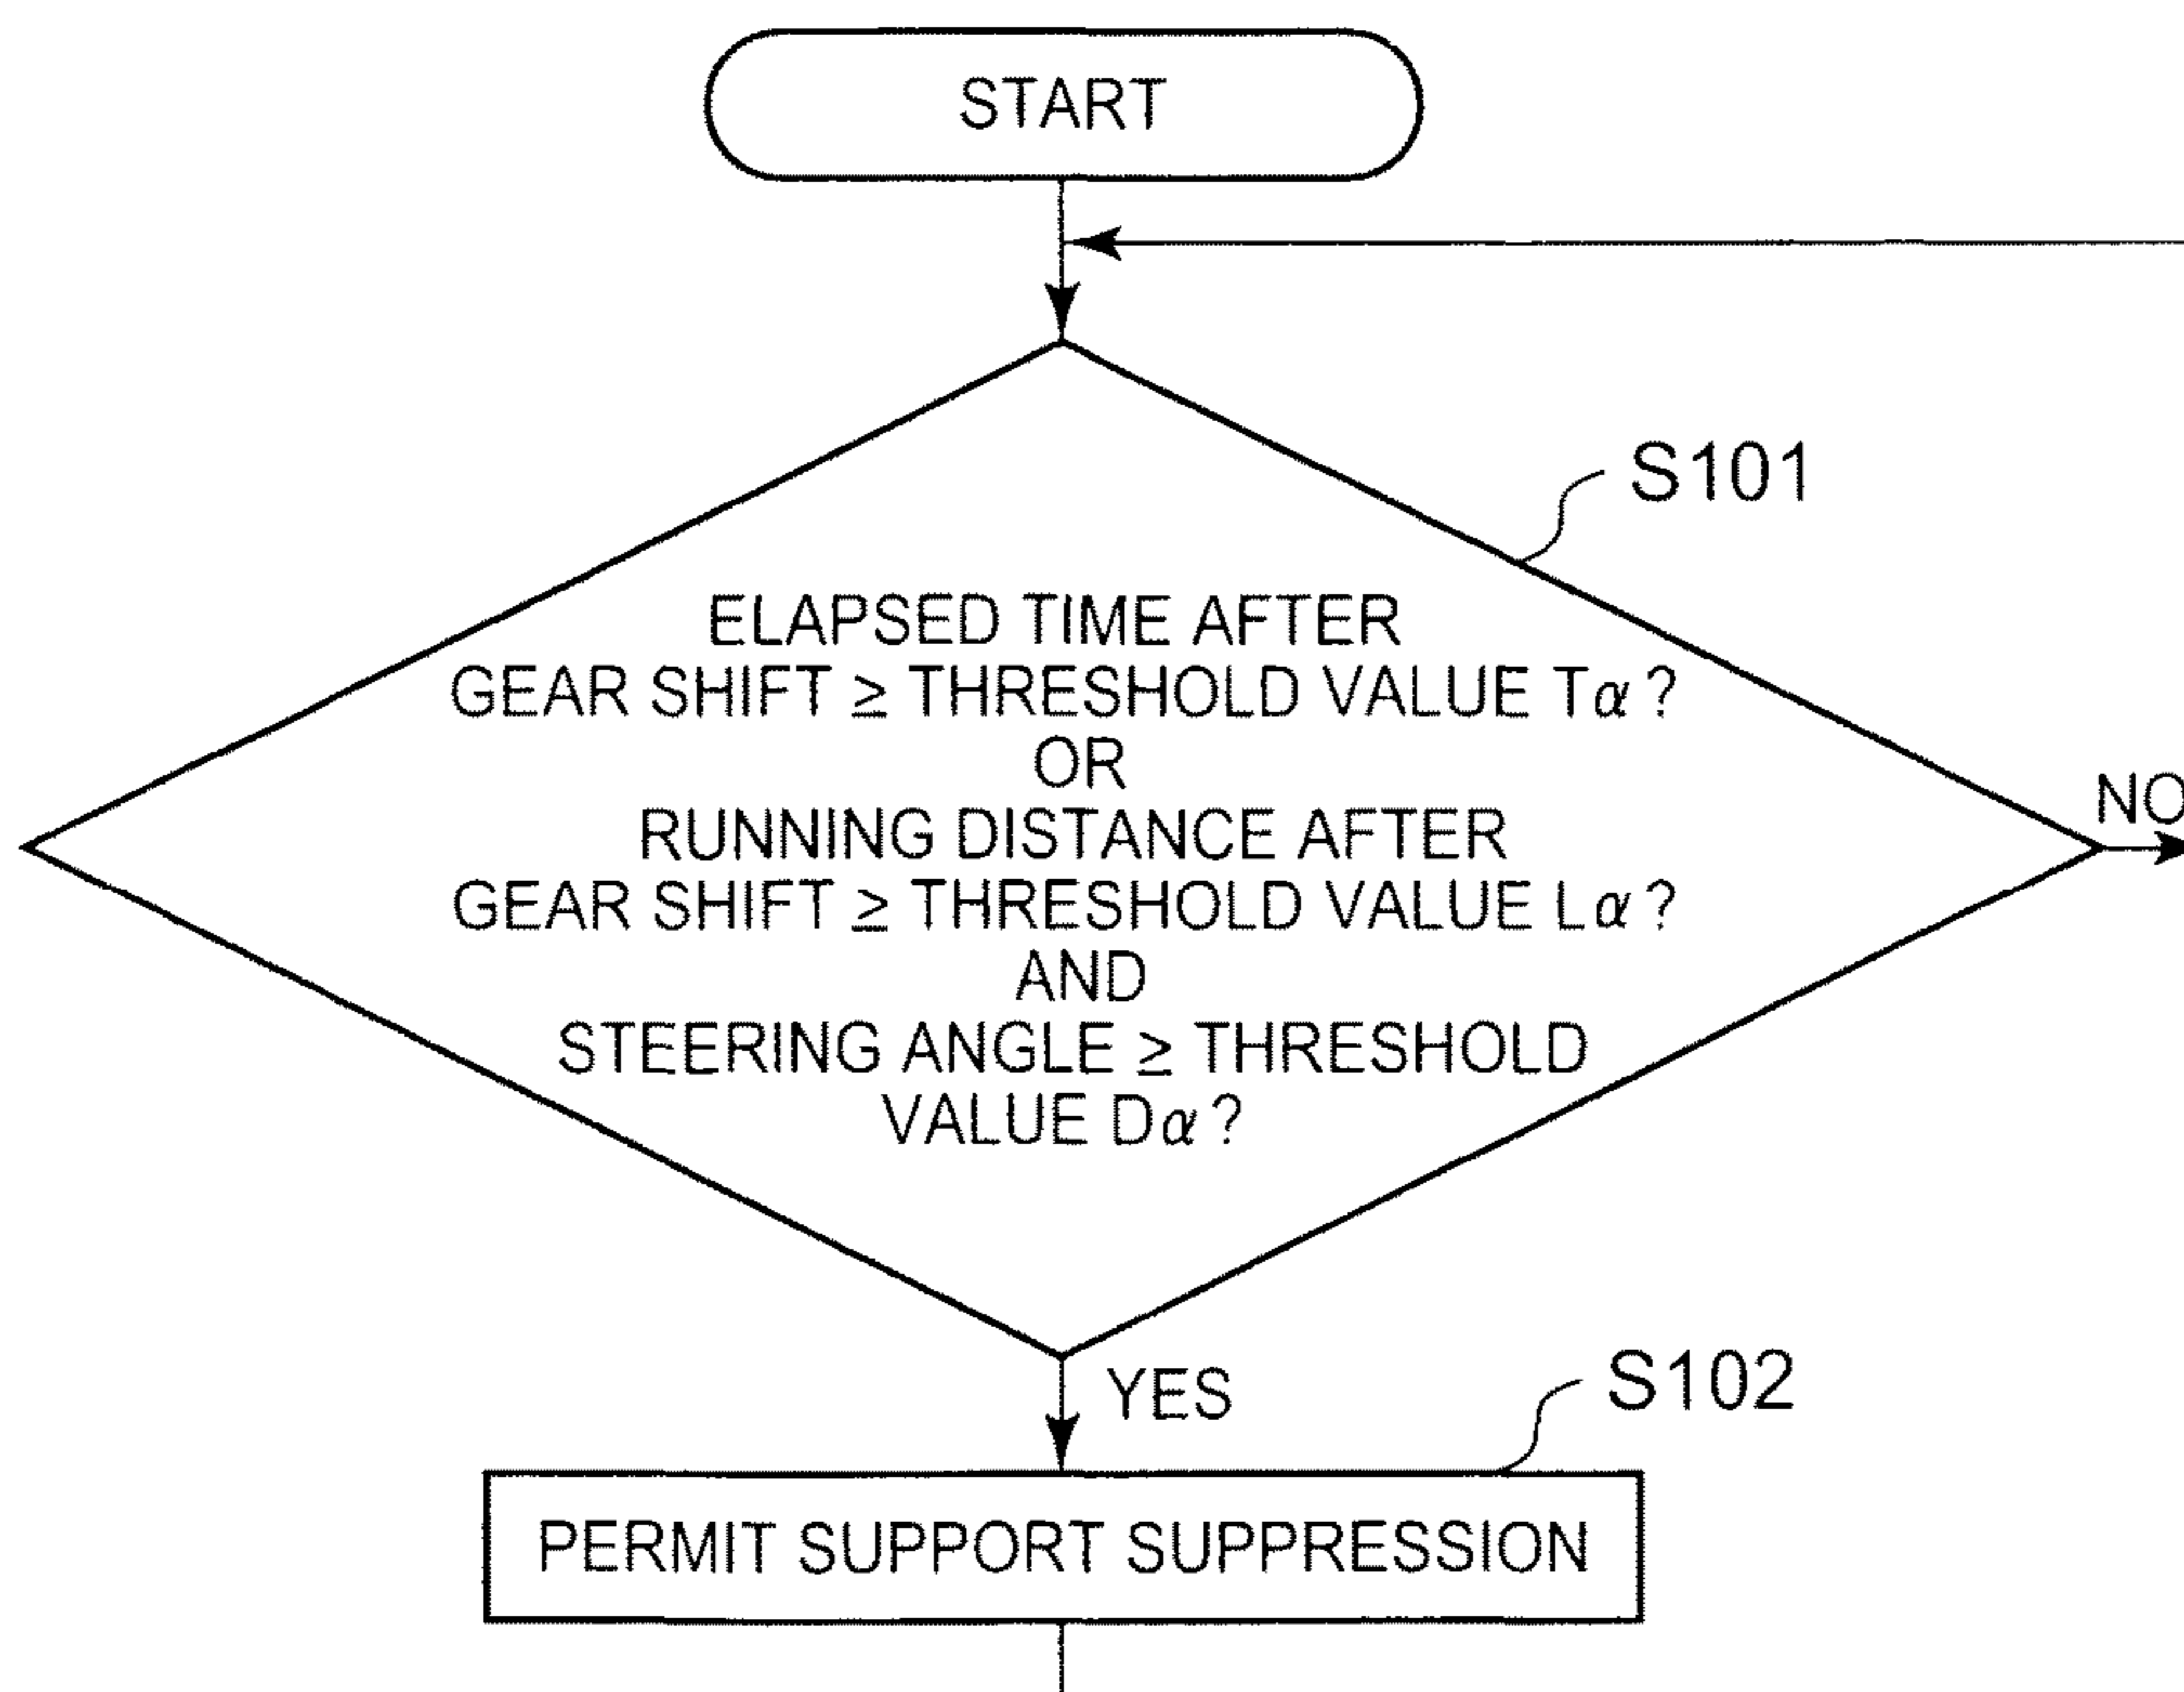 START
S101
ELAPSED TIME AFTER
GEAR SHIFT ≥ THRESHOLD VALUE Tα?
OR
RUNNING DISTANCE AFTER
GEAR SHIFT ≥ THRESHOLD VALUE Lα?
AND
STEERING ANGLE ≥ THRESHOLD
VALUE Dα?
NO
YES
S102
PERMIT SUPPORT SUPPRESSION